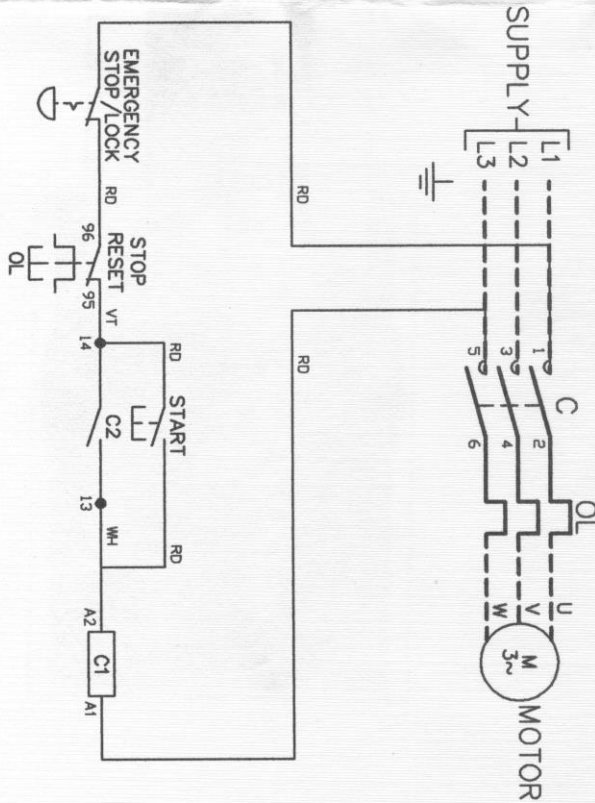 SUPPLY
L1
L2
L3
1
3
5
C
2
4
6
OL
U
V
W
M
3~
MOTOR
RD
RD
EMERGENCY
STOP/LOCK
RD
96
STOP
RESET
OL
95
VT
14
RD
START
C2
13
WH
RD
A2
C1
A1